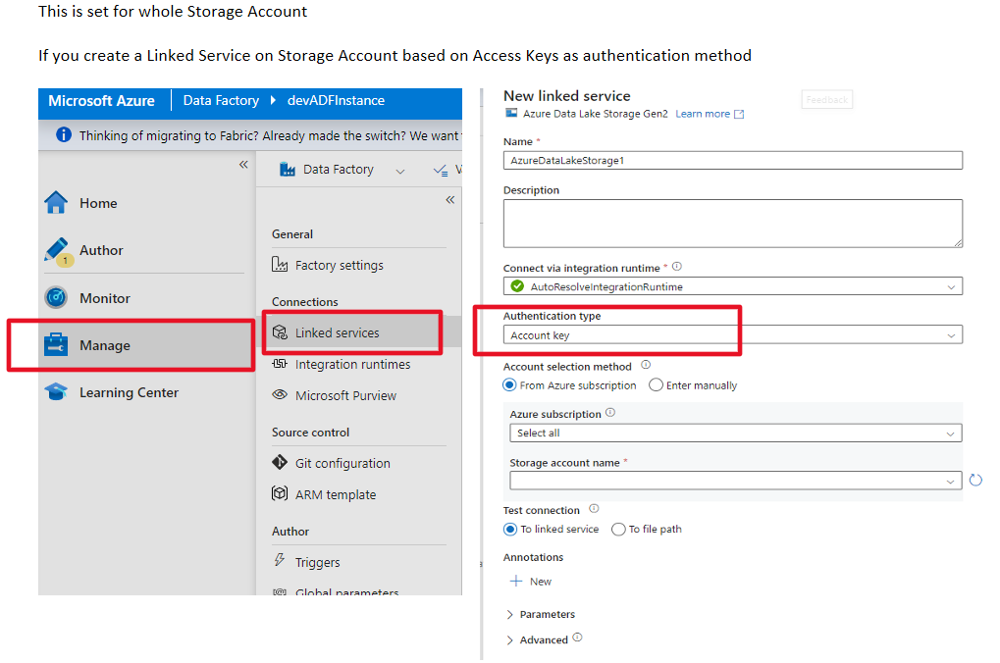 This is set for whole Storage Account
If you create a Linked Service on Storage Account based on Access Keys as authentication method
Microsoft Azure
Data Factory
devADFInstance
Thinking of migrating to Fabric? Already made the switch? We want
Data Factory
Home
Author
1
Monitor
Manage
Learning Center
General
Factory settings
Connections
Linked services
Integration runtimes
Microsoft Purview
Source control
Git configuration
ARM template
Author
Triggers
Global parameters
New linked service
Feedback
Azure Data Lake Storage Gen2 Learn more
Name *
AzureDataLakeStorage1
Description
Connect via integration runtime *
AutoResolveIntegrationRuntime
Authentication type
Account key
Account selection method
From Azure subscription Enter manually
Azure subscription
Select all
Storage account name *
Test connection
To linked service To file path
Annotations
New
Parameters
Advanced